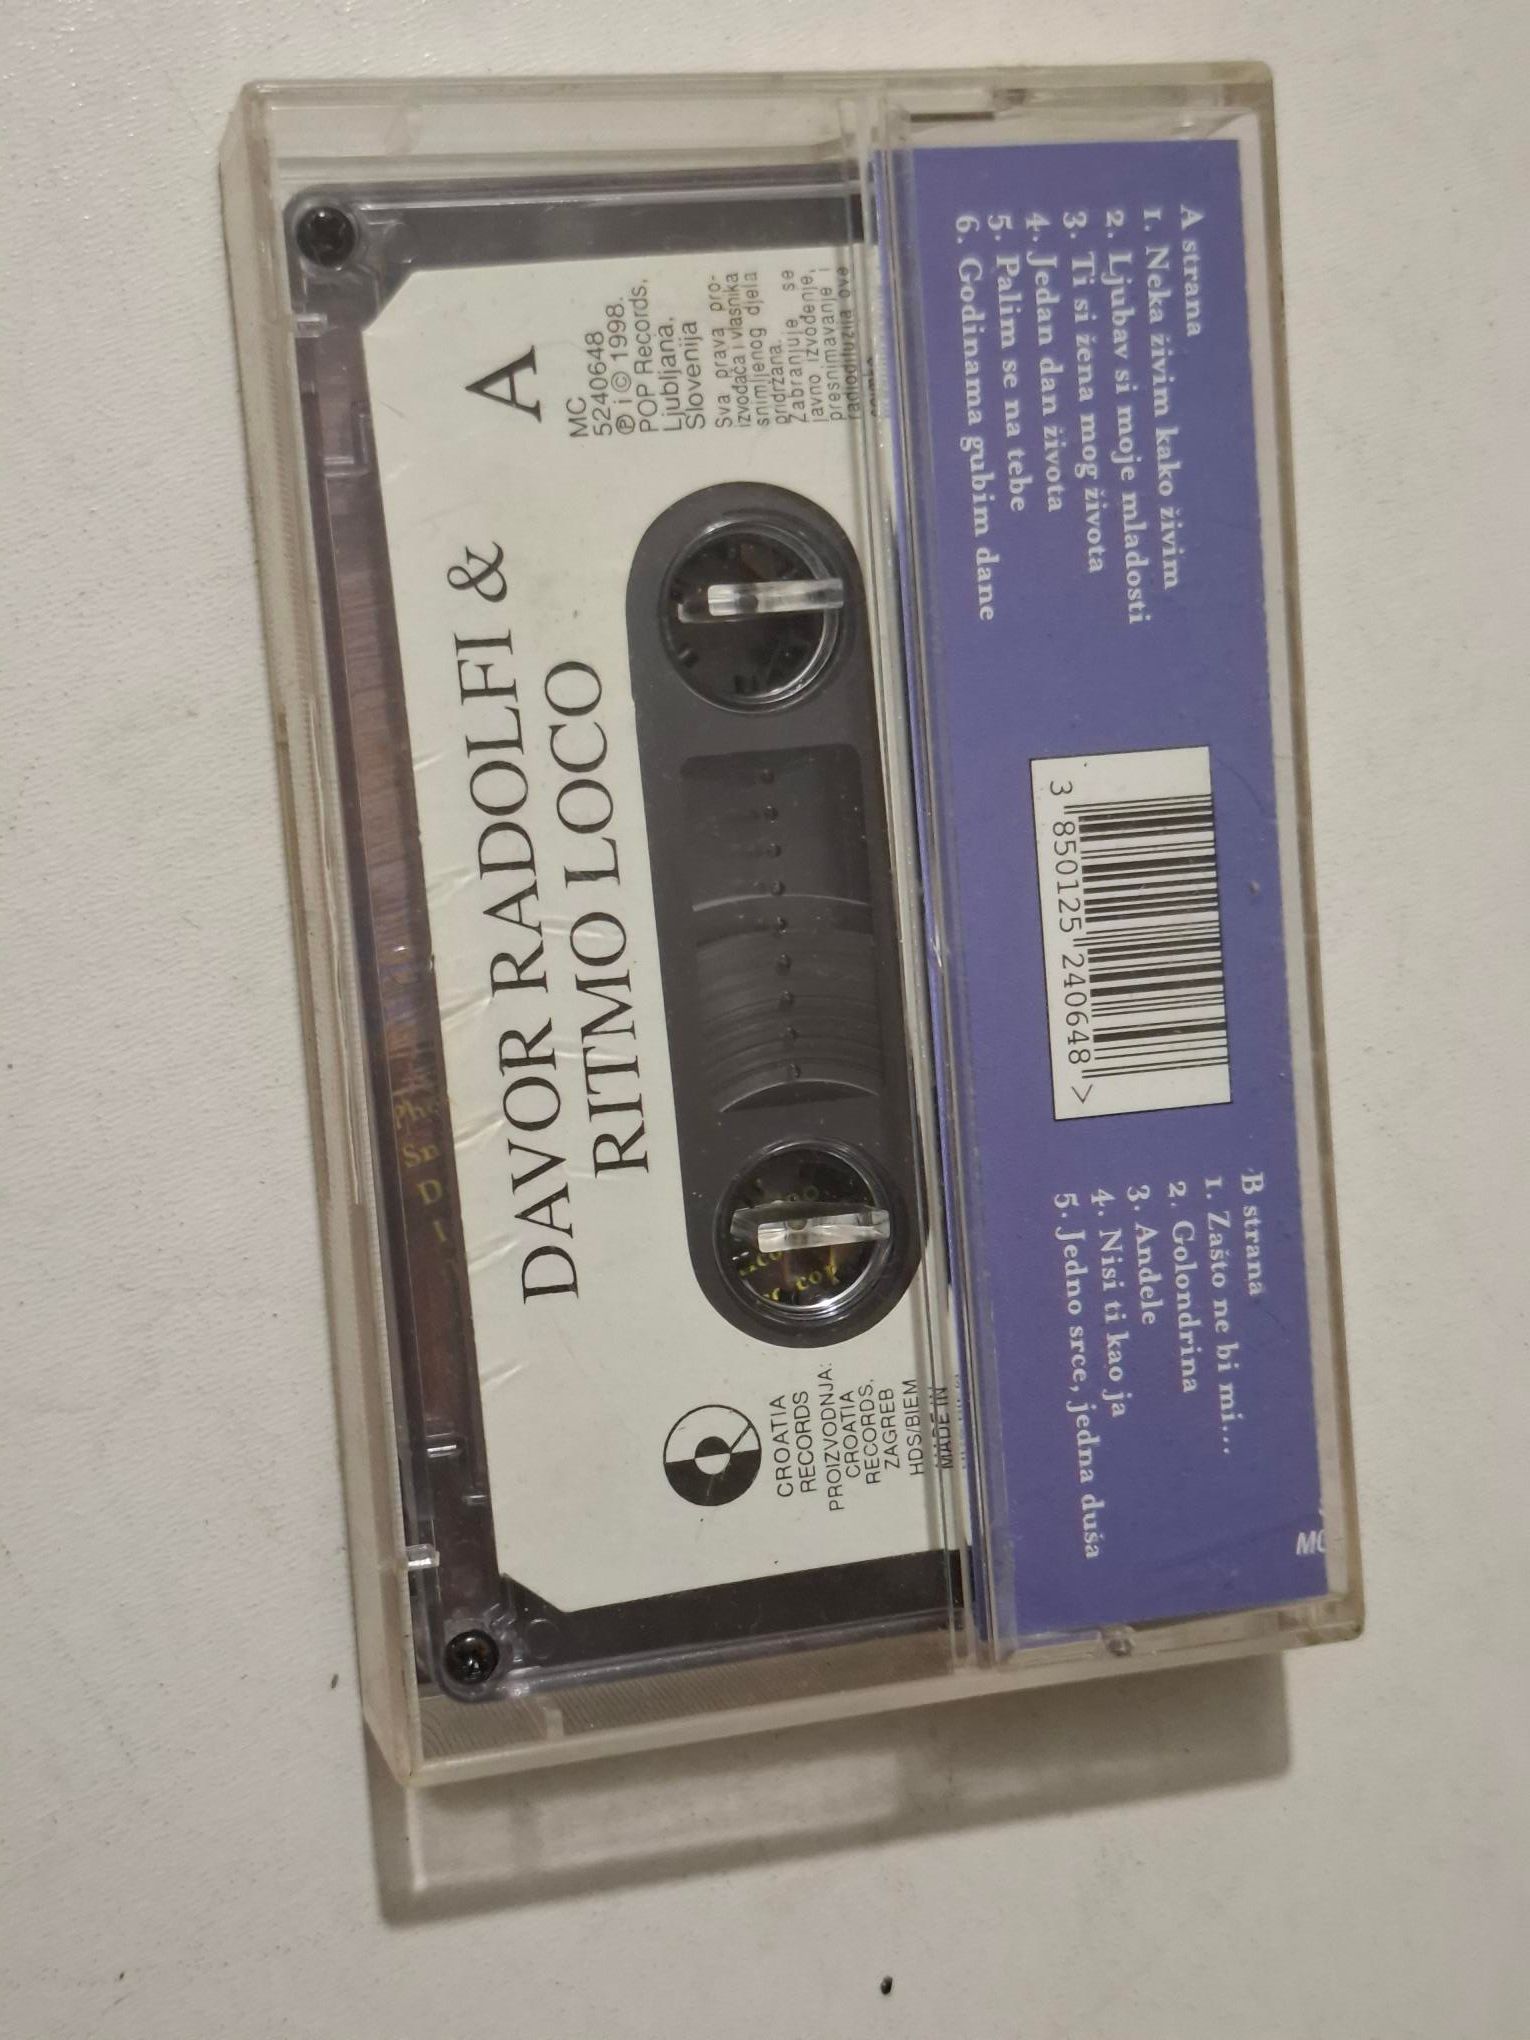 A strana
1. Neka živim kako živim
2. Ljubav si moje mladosti
3. Ti si žena mog života
4. Jedan dan života
5. Palim se na tebe
6. Godinama gubim dane
3 850125 240648 >
B strana
1. Zašto ne bi mi...
2. Golondrina
3. Anđele
4. Nisi ti kao ja
5. Jedno srce, jedna duša
A
MC
5240648
℗ i © 1998.
POP Records,
Ljubljana,
Slovenija
Sva prava pro-
izvođača i vlasnika
snimljenog djela
pridržana.
Zabranjuje se
javno izvođenje,
presnimavanje i
radiodifuzija ove
DAVOR RADOLFI &
RITMO LOCO
CROATIA
RECORDS
PROIZVODNJA:
CROATIA
RECORDS,
ZAGREB
HDS/BIEM
MADE IN